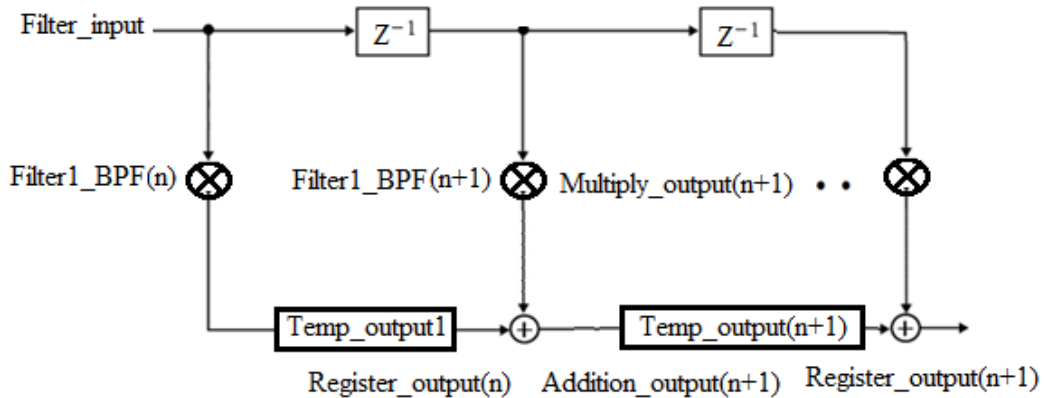 Filter_input
Z⁻¹
Z⁻¹
Filter1_BPF(n)
Filter1_BPF(n+1)
Multiply_output(n+1)
Temp_output1
Temp_output(n+1)
Register_output(n)
Addition_output(n+1)
Register_output(n+1)